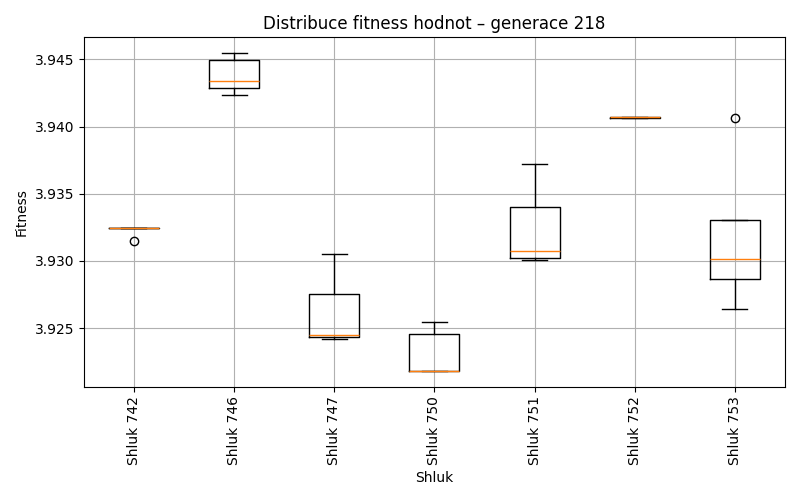 Distribuce fitness hodnot – generace 218
Fitness
3.945
3.940
3.935
3.930
3.925
Shluk 742
Shluk 746
Shluk 747
Shluk 750
Shluk 751
Shluk 752
Shluk 753
Shluk